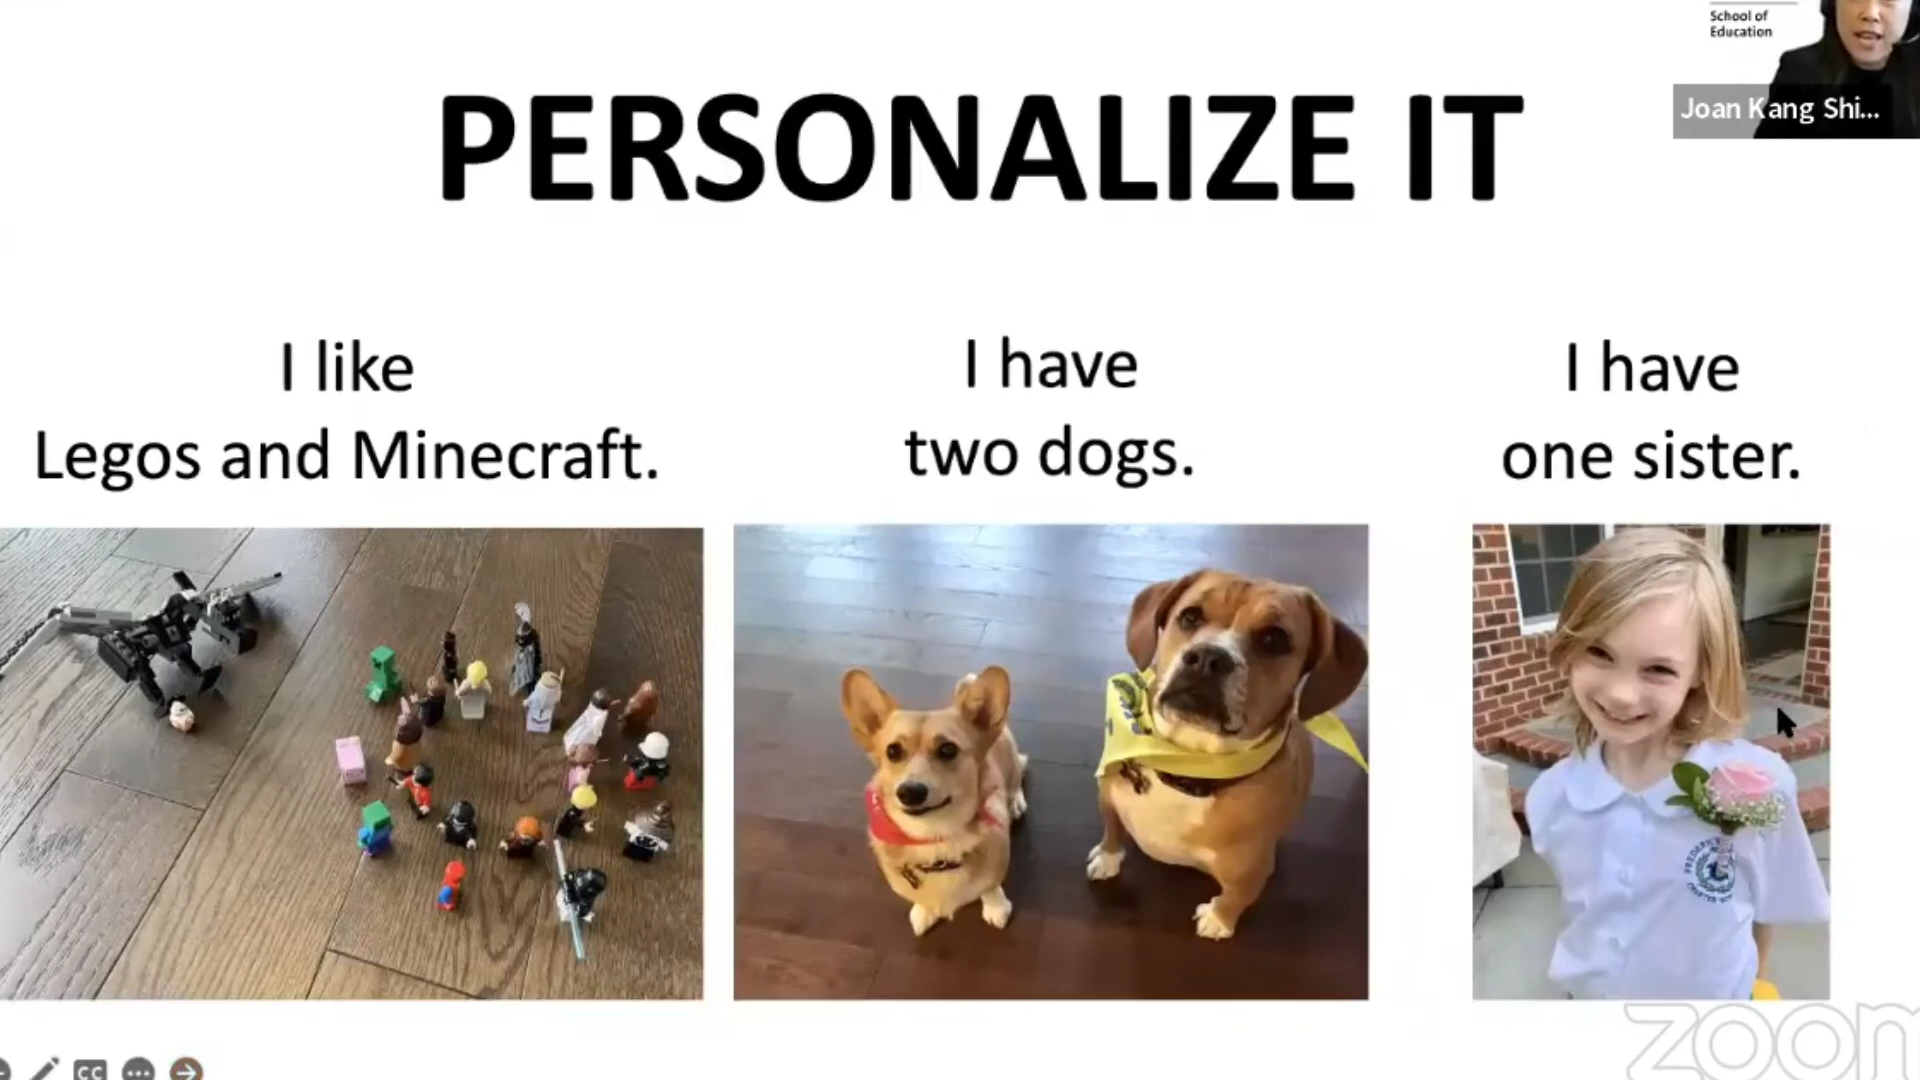 School of
Education
Joan Kang Shi...
PERSONALIZE IT
I like
Legos and Minecraft.
I have
two dogs.
I have
one sister.
CC
zoom